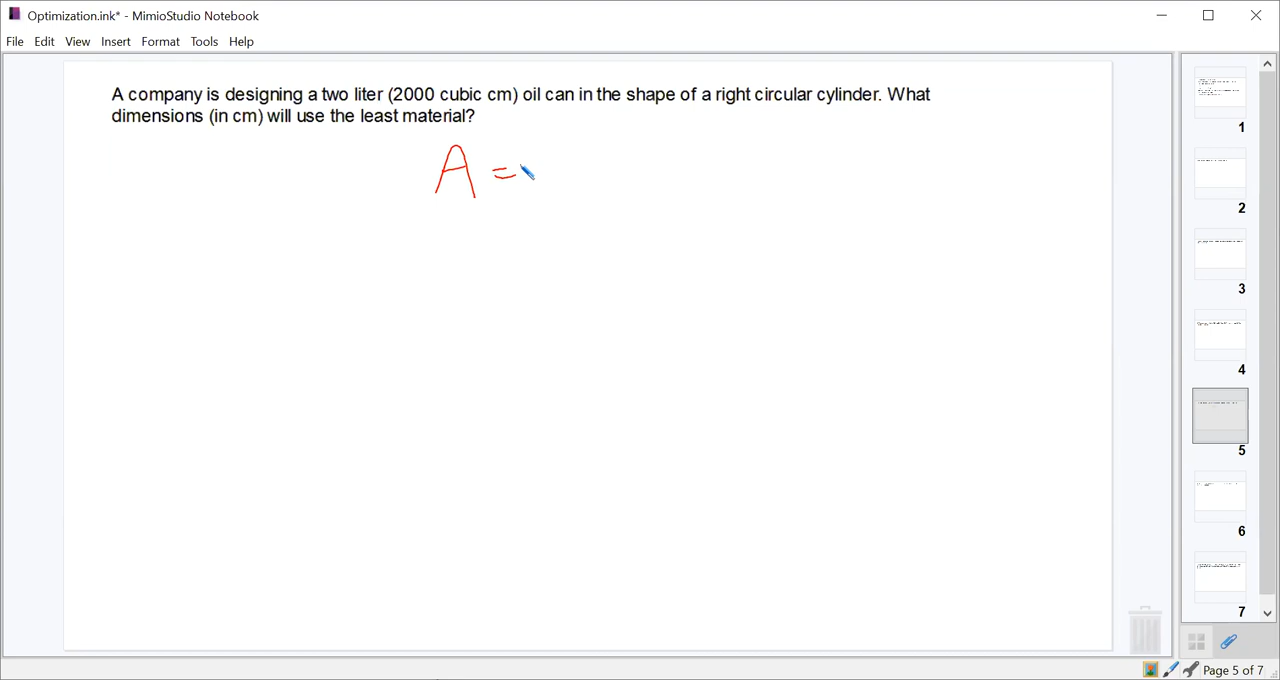 Optimization.ink* - MimioStudio Notebook
File Edit View Insert Format Tools Help
A company is designing a two liter (2000 cubic cm) oil can in the shape of a right circular cylinder. What
dimensions (in cm) will use the least material?
A =
1
2
3
4
5
6
7
Page 5 of 7